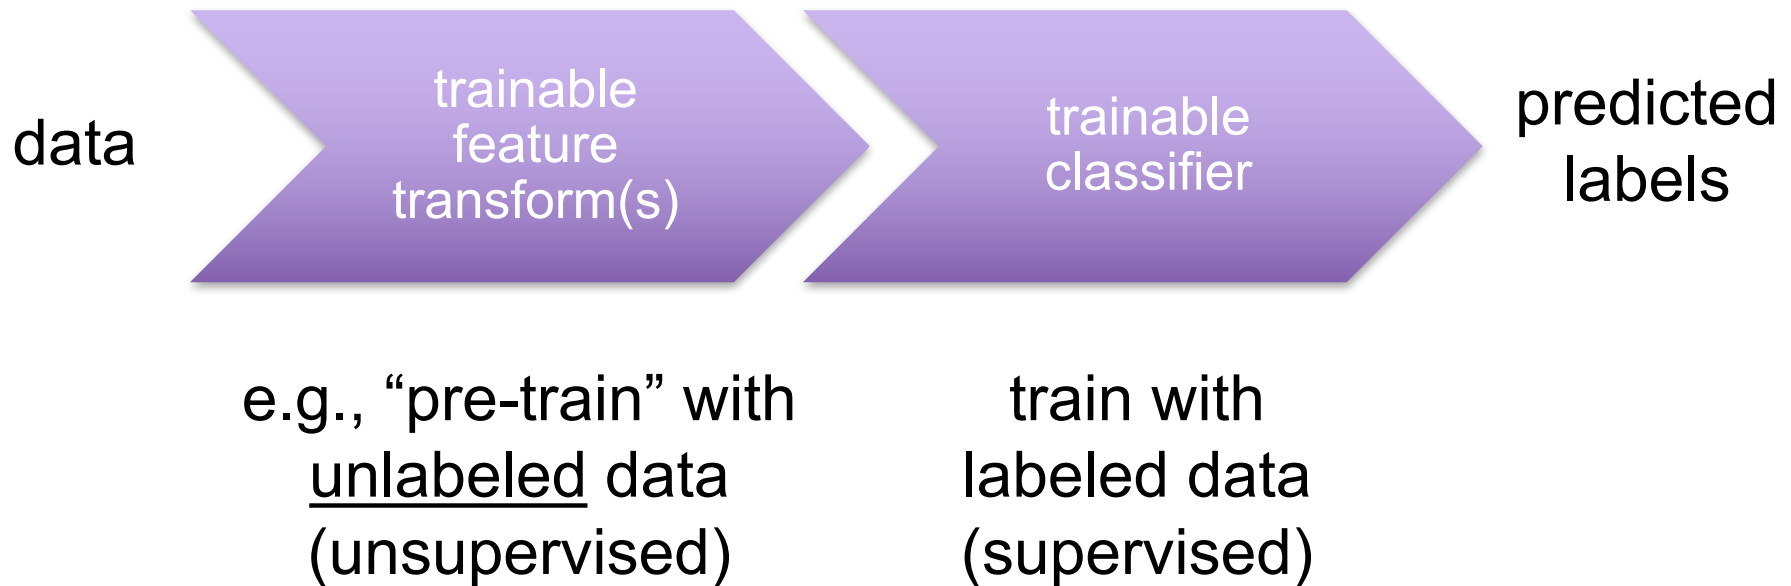 data
trainable
feature
transform(s)
trainable
classifier
predicted
labels
e.g., “pre-train” with
unlabeled data
(unsupervised)
train with
labeled data
(supervised)